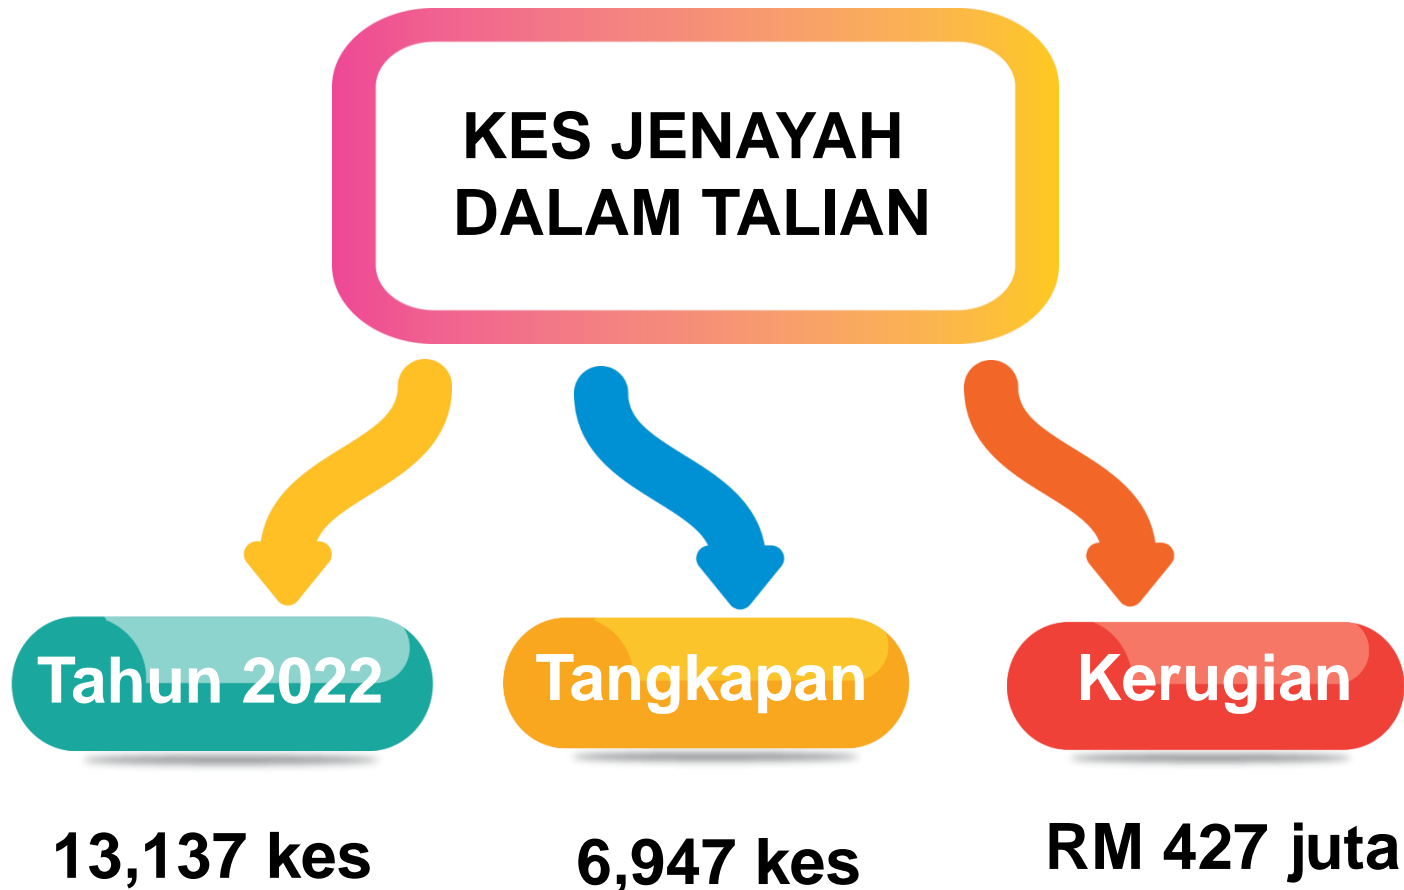 KES JENAYAH
DALAM TALIAN
Tahun 2022
Tangkapan
Kerugian
13,137 kes
6,947 kes
RM 427 juta